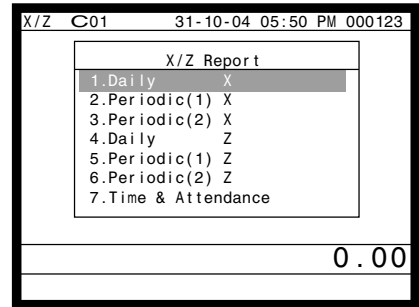 X/Z C01 31-10-04 05:50 PM 000123
X/Z Report
1.Daily X
2.Periodic(1) X
3.Periodic(2) X
4.Daily Z
5.Periodic(1) Z
6.Periodic(2) Z
7.Time & Attendance
0.00